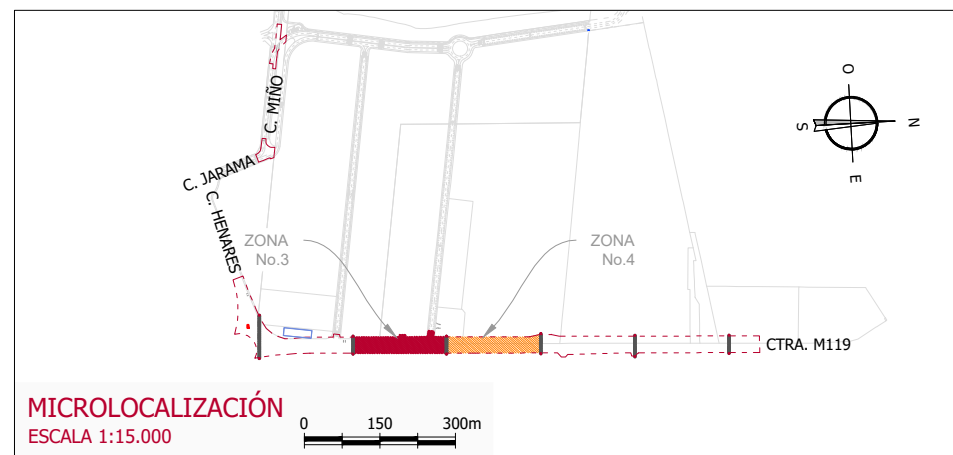 C. MIÑO
C. JARAMA
C. HENARES
O
S
N
E
ZONA
No.3
ZONA
No.4
CTRA. M119
MICROLOCALIZACIÓN
ESCALA 1:15.000
0 150 300m